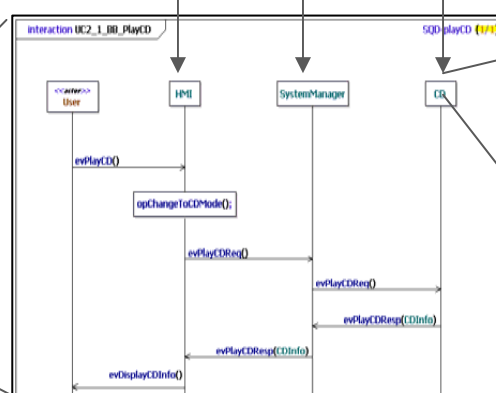 interaction UC2_1_BB_PlayCD
SQD-playCD {1/1}
<<actor>>
User
HMI
SystemManager
CD
evPlayCD()
opChangeToCDMode();
evPlayCDReq()
evPlayCDReq()
evPlayCDResp(CDInfo)
evPlayCDResp(CDInfo)
evDisplayCDInfo()